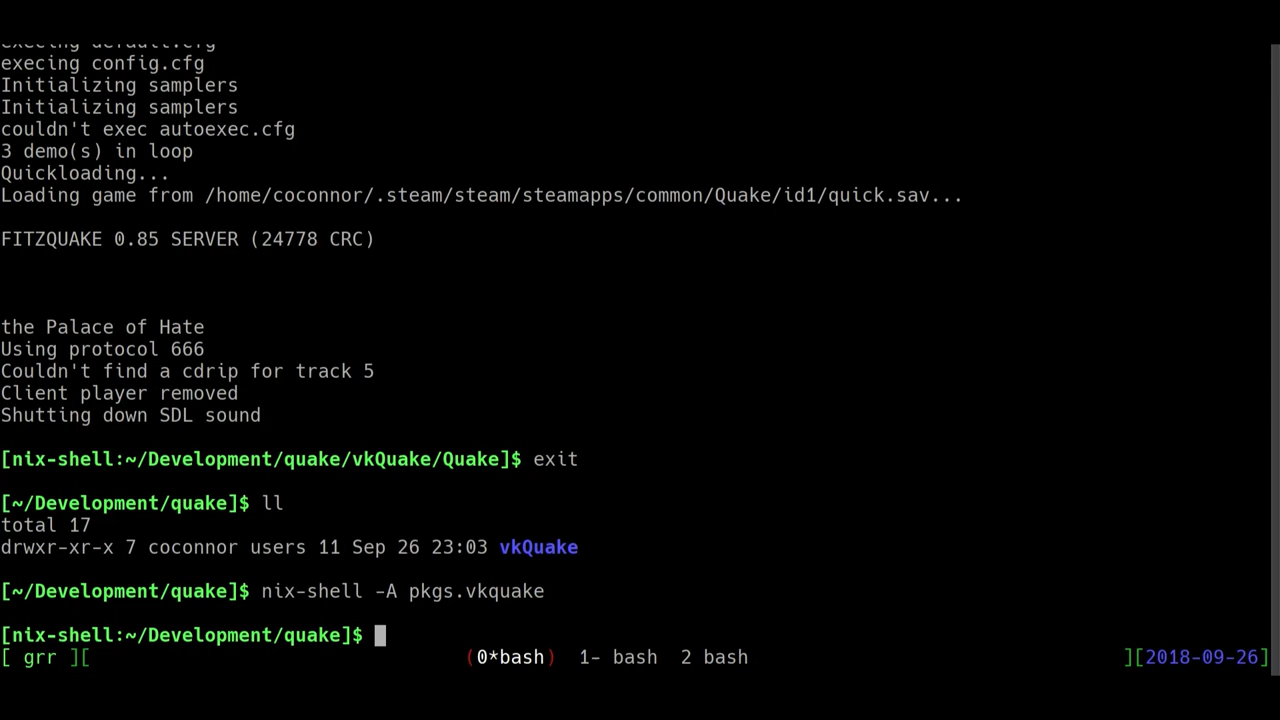 execing default.cfg
execing config.cfg
Initializing samplers
Initializing samplers
couldn't exec autoexec.cfg
3 demo(s) in loop
Quickloading...
Loading game from /home/coconnor/.steam/steam/steamapps/common/Quake/id1/quick.sav...
FITZQUAKE 0.85 SERVER (24778 CRC)
the Palace of Hate
Using protocol 666
Couldn't find a cdrip for track 5
Client player removed
Shutting down SDL sound
[nix-shell:~/Development/quake/vkQuake/Quake]$ exit
[~/Development/quake]$ ll
total 17
drwxr-xr-x 7 coconnor users 11 Sep 26 23:03 vkQuake
[~/Development/quake]$ nix-shell -A pkgs.vkquake
[nix-shell:~/Development/quake]$
[ grr ][ (0*bash) 1- bash 2 bash ][2018-09-26]